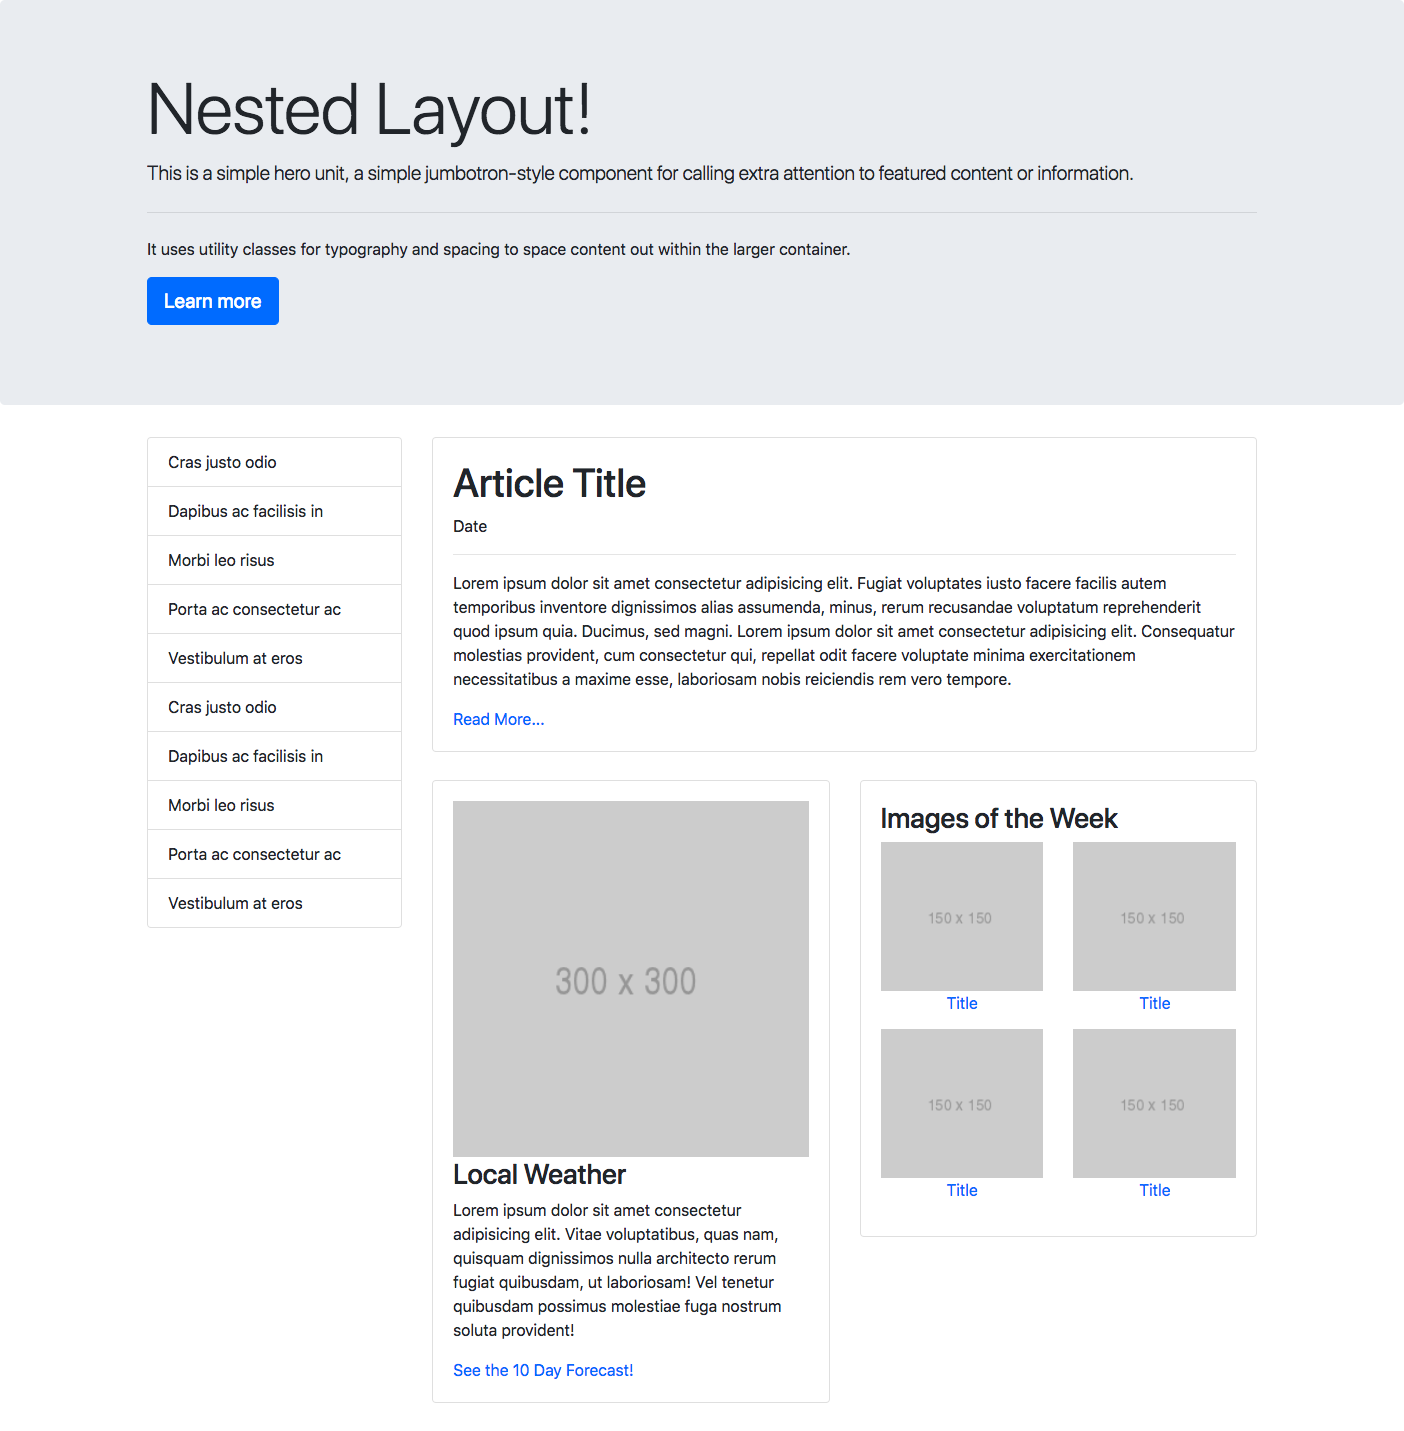 Nested Layout!
This is a simple hero unit, a simple jumbotron-style component for calling extra attention to featured content or information.
It uses utility classes for typography and spacing to space content out within the larger container.
Learn more
Cras justo odio
Dapibus ac facilisis in
Morbi leo risus
Porta ac consectetur ac
Vestibulum at eros
Cras justo odio
Dapibus ac facilisis in
Morbi leo risus
Porta ac consectetur ac
Vestibulum at eros
Article Title
Date
Lorem ipsum dolor sit amet consectetur adipisicing elit. Fugiat voluptates iusto facere facilis autem
temporibus inventore dignissimos alias assumenda, minus, rerum recusandae voluptatum reprehenderit
quod ipsum quia. Ducimus, sed magni. Lorem ipsum dolor sit amet consectetur adipisicing elit. Consequatur
molestias provident, cum consectetur qui, repellat odit facere voluptate minima exercitationem
necessitatibus a maxime esse, laboriosam nobis reiciendis rem vero tempore.
Read More...
300 x 300
Local Weather
Lorem ipsum dolor sit amet consectetur
adipisicing elit. Vitae voluptatibus, quas nam,
quisquam dignissimos nulla architecto rerum
fugiat quibusdam, ut laboriosam! Vel tenetur
quibusdam possimus molestiae fuga nostrum
soluta provident!
See the 10 Day Forecast!
Images of the Week
150 x 150
150 x 150
Title
Title
150 x 150
150 x 150
Title
Title